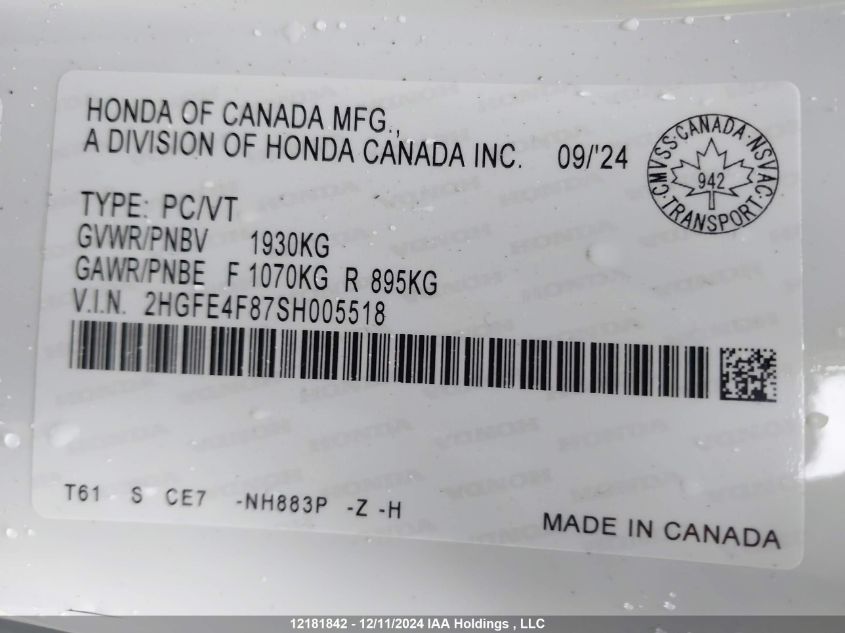 HONDA OF CANADA MFG.,
A DIVISION OF HONDA CANADA INC. 09/'24
CMVSS·CANADA·NSVAC·TRANSPORT·
942
TYPE: PC/VT
GVWR/PNBV 1930KG
GAWR/PNBE F 1070KG R 895KG
V.I.N. 2HGFE4F87SH005518
T61 S CE7 -NH883P -Z -H
MADE IN CANADA
12181842 - 12/11/2024 IAA Holdings , LLC